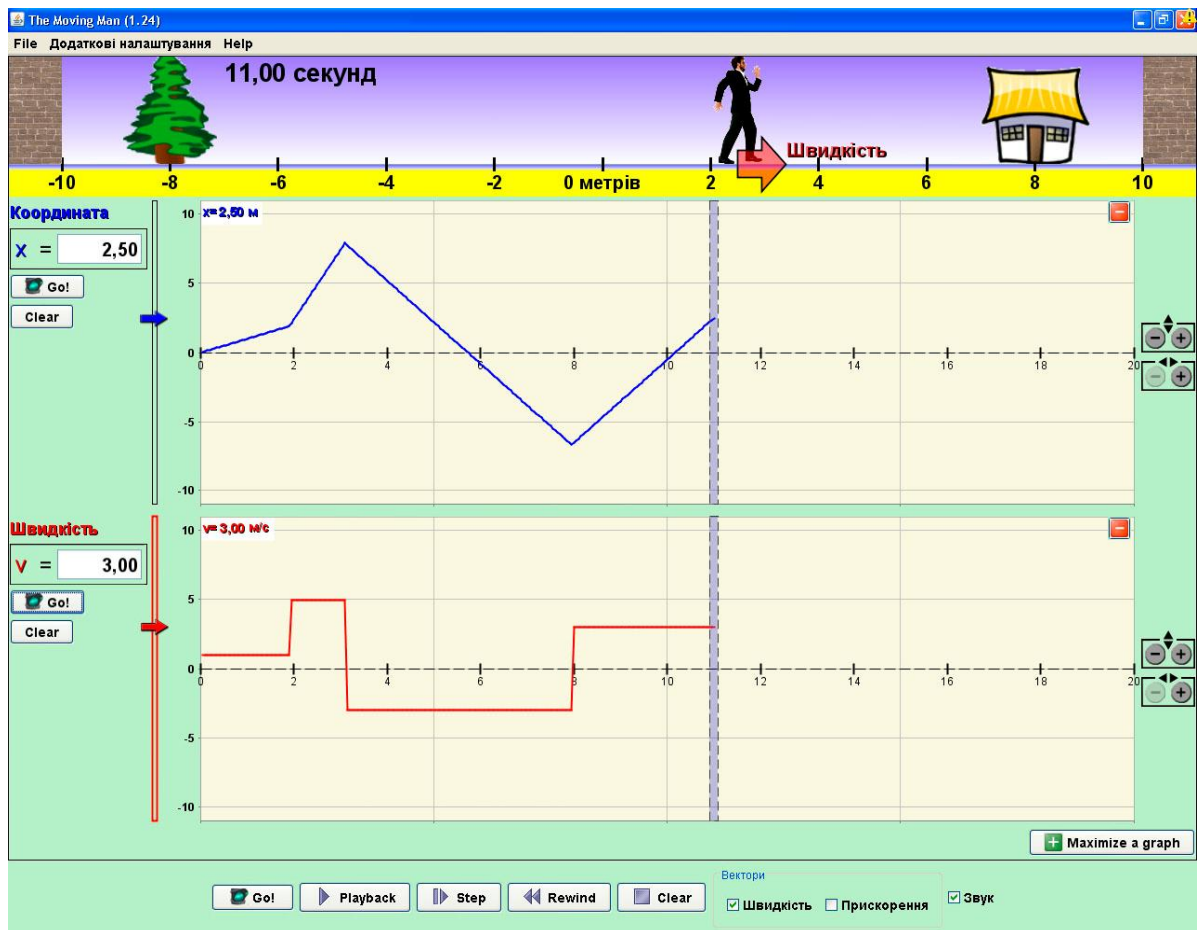 The Moving Man (1.24)
File Додаткові налаштування Help
11,00 секунд
Швидкість
-10 -8 -6 -4 -2 0 метрів 2 4 6 8 10
Координата
x = 2,50
Go!
Clear
x= 2,50 м
10
5
0
-5
-10
0 2 4 6 8 10 12 14 16 18 20
Швидкість
v = 3,00
Go!
Clear
v= 3,00 м/с
10
5
0
-5
-10
0 2 4 6 8 10 12 14 16 18 20
Maximize a graph
Go! Playback Step Rewind Clear
Вектори
Швидкість Прискорення
Звук